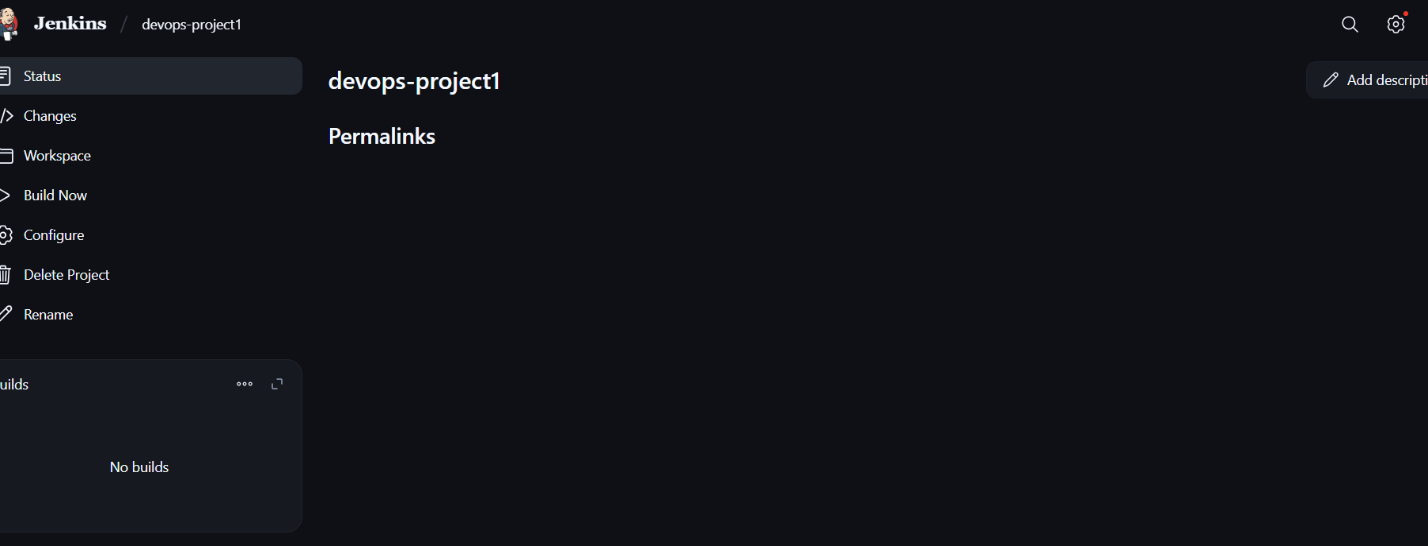 Jenkins / devops-project1
Status
Changes
Workspace
Build Now
Configure
Delete Project
Rename
uilds
No builds
devops-project1
Add descripti
Permalinks